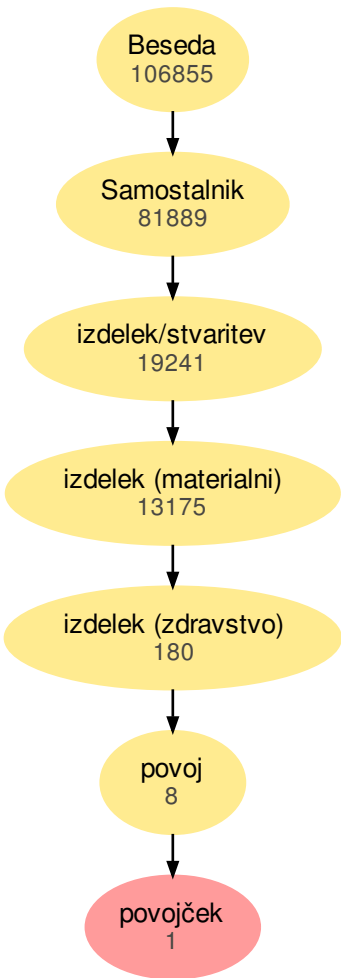 Beseda
106855
Samostalnik
81889
izdelek/stvaritev
19241
izdelek (materialni)
13175
izdelek (zdravstvo)
180
povoj
8
povojček
1